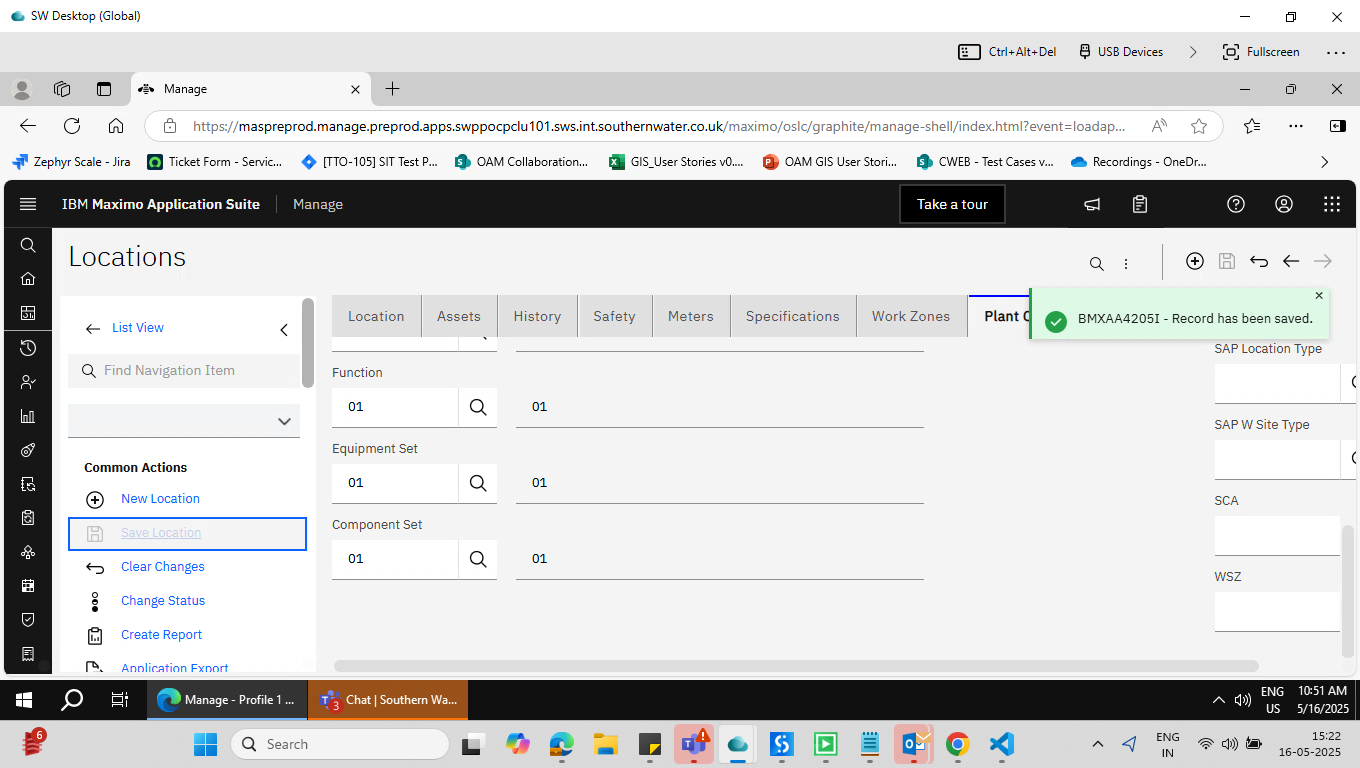 SW Desktop (Global)
Ctrl+Alt+Del
USB Devices
Fullscreen
Manage
https://maspreprod.manage.preprod.apps.swppocpclu101.sws.int.southernwater.co.uk/maximo/oslc/graphite/manage-shell/index.html?event=loadap...
Zephyr Scale - Jira
Ticket Form - Servic...
[TTO-105] SIT Test P...
OAM Collaboration...
GIS_User Stories v0....
OAM GIS User Stori...
CWEB - Test Cases v...
Recordings - OneDr...
IBM Maximo Application Suite
Manage
Take a tour
Locations
List View
Find Navigation Item
Common Actions
New Location
Save Location
Clear Changes
Change Status
Create Report
Application Export
Location
Assets
History
Safety
Meters
Specifications
Work Zones
Plant
BMXAA4205I - Record has been saved.
Function
01
01
Equipment Set
01
01
Component Set
01
01
SAP Location Type
SAP W Site Type
SCA
WSZ
Manage - Profile 1 ...
3
Chat | Southern Wa...
ENG
US
10:51 AM
5/16/2025
6
Search
ENG
IN
15:22
16-05-2025